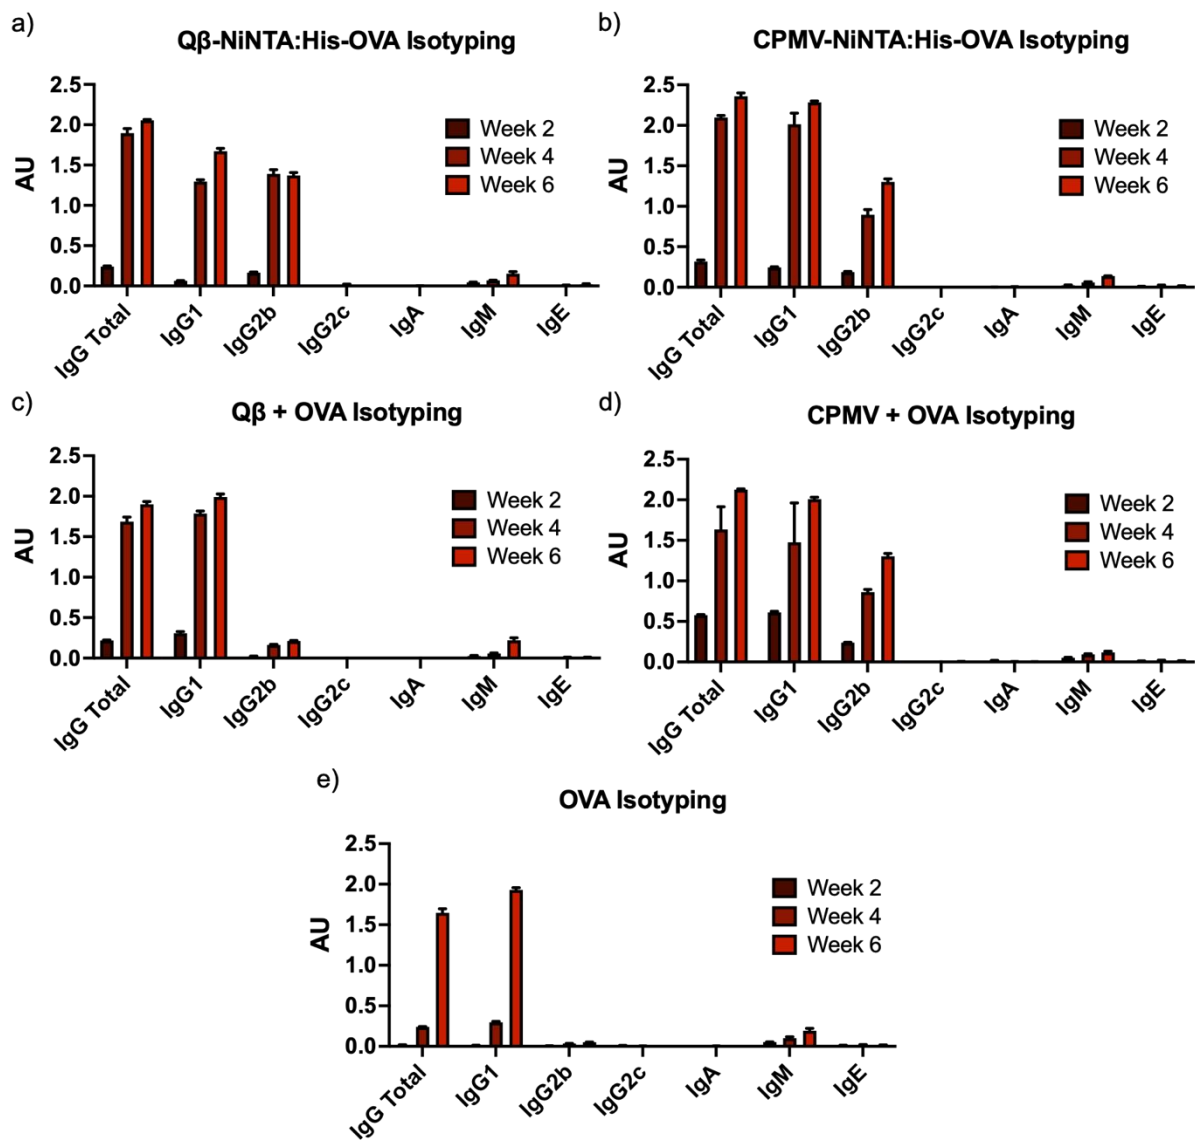 a)
Qβ-NiNTA:His-OVA Isotyping
2.5
2.0
1.5
1.0
0.5
0.0
AU
Week 2
Week 4
Week 6
IgG Total
IgG1
IgG2b
IgG2c
IgA
IgM
IgE
b)
CPMV-NiNTA:His-OVA Isotyping
2.5
2.0
1.5
1.0
0.5
0.0
AU
Week 2
Week 4
Week 6
IgG Total
IgG1
IgG2b
IgG2c
IgA
IgM
IgE
c)
Qβ + OVA Isotyping
2.5
2.0
1.5
1.0
0.5
0.0
AU
Week 2
Week 4
Week 6
IgG Total
IgG1
IgG2b
IgG2c
IgA
IgM
IgE
d)
CPMV + OVA Isotyping
2.5
2.0
1.5
1.0
0.5
0.0
AU
Week 2
Week 4
Week 6
IgG Total
IgG1
IgG2b
IgG2c
IgA
IgM
IgE
e)
OVA Isotyping
2.5
2.0
1.5
1.0
0.5
0.0
AU
Week 2
Week 4
Week 6
IgG Total
IgG1
IgG2b
IgG2c
IgA
IgM
IgE